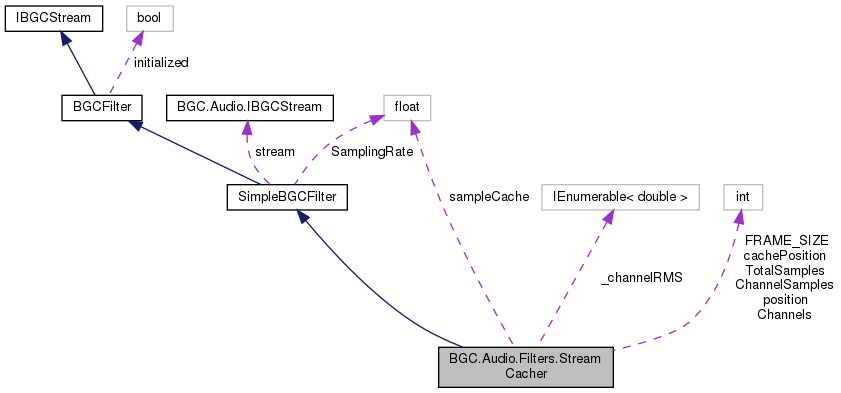 IBGCStream
bool
initialized
BGCFilter
BGC.Audio.IBGCStream
float
stream
SamplingRate
SimpleBGCFilter
sampleCache
IEnumerable< double >
int
_channelRMS
FRAME_SIZE
cachePosition
TotalSamples
ChannelSamples
position
Channels
BGC.Audio.Filters.Stream
Cacher